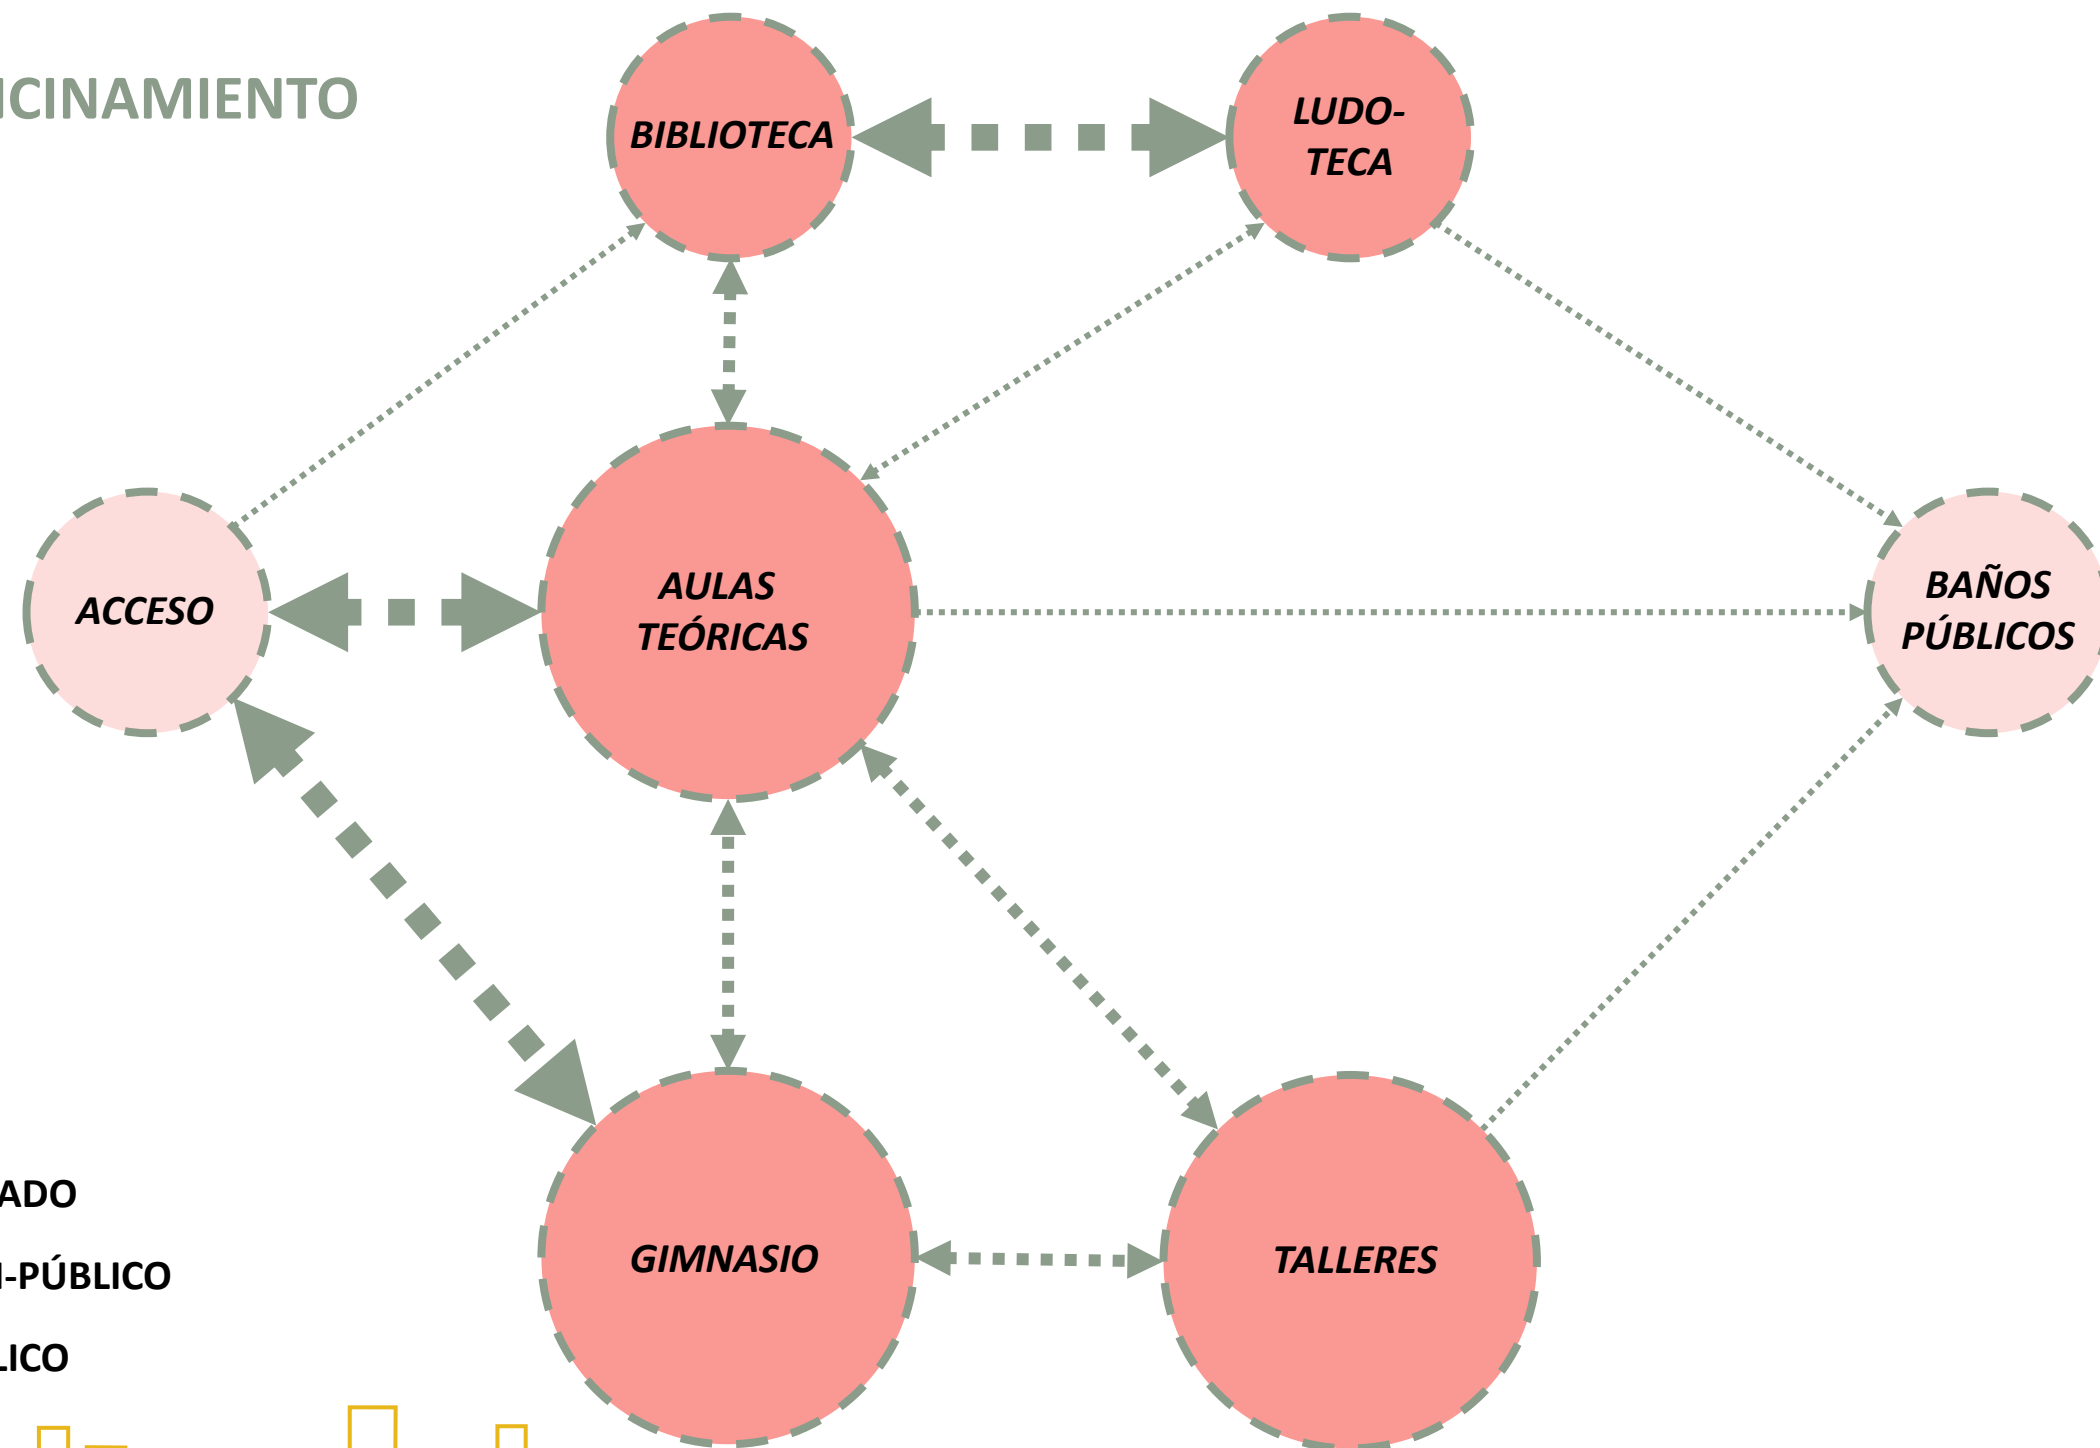 ICINAMIENTO
BIBLIOTECA
LUDO-
TECA
ACCESO
AULAS
TEÓRICAS
BAÑOS
PÚBLICOS
ADO
I-PÚBLICO
LICO
GIMNASIO
TALLERES